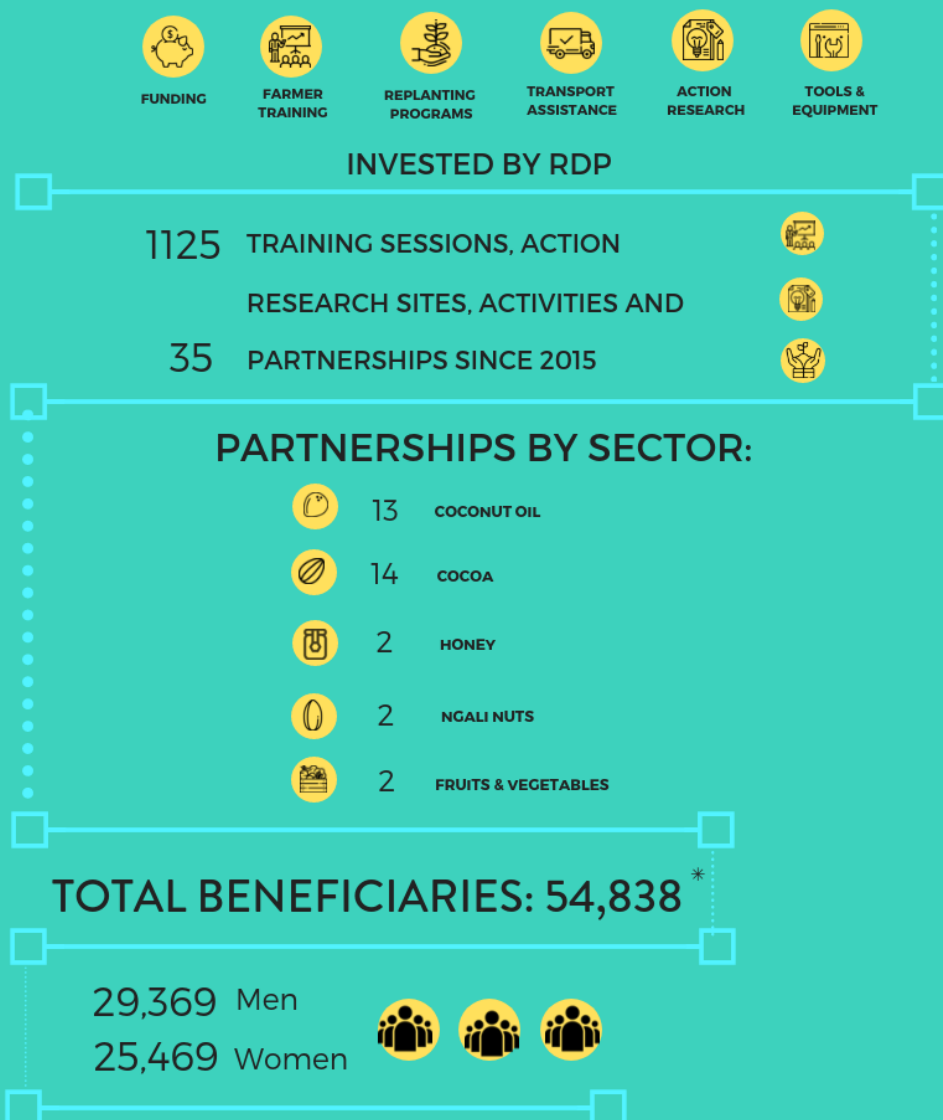 FUNDING
FARMER
TRAINING
REPLANTING
PROGRAMS
TRANSPORT
ASSISTANCE
ACTION
RESEARCH
TOOLS &
EQUIPMENT
INVESTED BY RDP
1125 TRAINING SESSIONS, ACTION
RESEARCH SITES, ACTIVITIES AND
35 PARTNERSHIPS SINCE 2015
PARTNERSHIPS BY SECTOR:
13 COCONUT OIL
14 COCOA
2 HONEY
2 NGALI NUTS
2 FRUITS & VEGETABLES
TOTAL BENEFICIARIES: 54,838 *
29,369 Men
25,469 Women